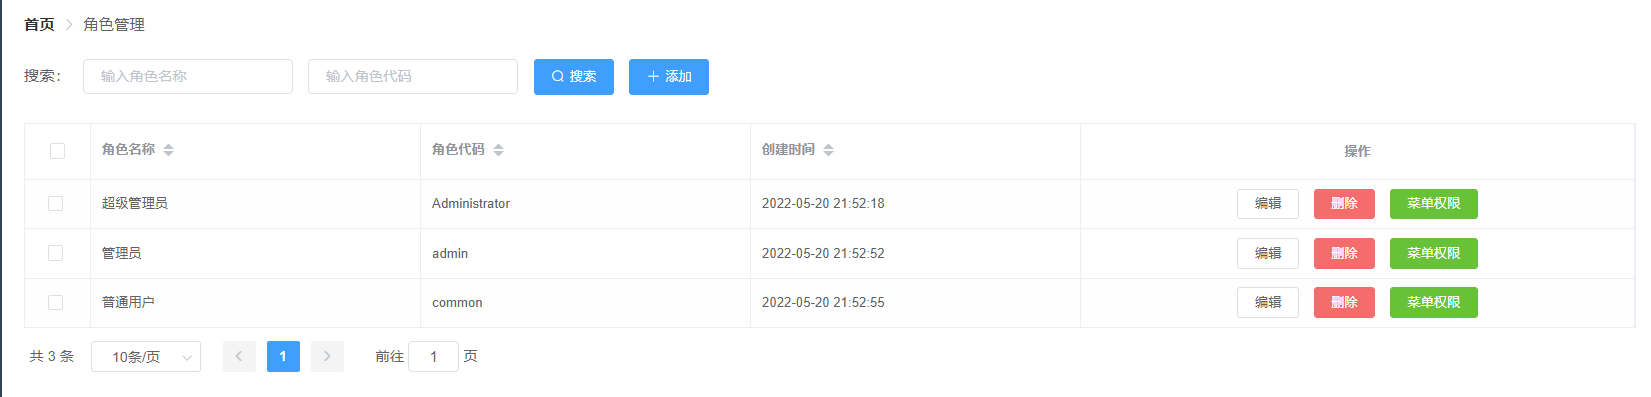 首页 > 角色管理
搜索： 输入角色名称 输入角色代码 搜索 + 添加
角色名称 角色代码 创建时间 操作
超级管理员 Administrator 2022-05-20 21:52:18 编辑 删除 菜单权限
管理员 admin 2022-05-20 21:52:52 编辑 删除 菜单权限
普通用户 common 2022-05-20 21:52:55 编辑 删除 菜单权限
共 3 条 10条/页 < 1 > 前往 1 页